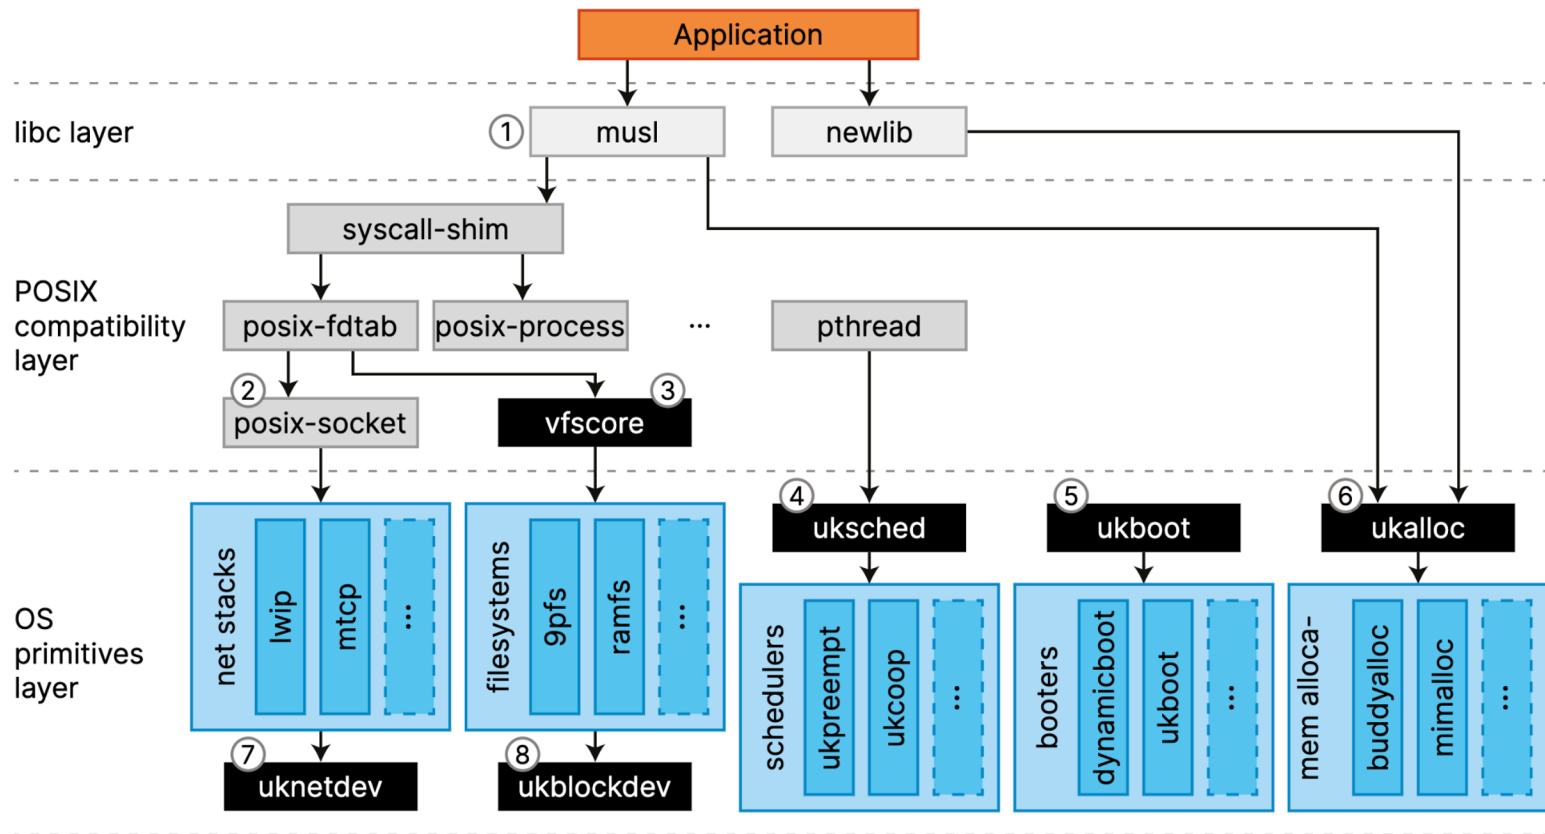 Application
libc layer
1
musl
newlib
syscall-shim
POSIX
compatibility
layer
posix-fdtab
posix-process
...
pthread
2
posix-socket
3
vfscore
4
uksched
5
ukboot
6
ukalloc
OS
primitives
layer
net stacks
lwip
mtcp
...
filesystems
9pfs
ramfs
...
schedulers
ukpreempt
ukcoop
...
booters
dynamicboot
ukboot
...
mem alloca-
buddyalloc
mimalloc
...
7
uknetdev
8
ukblockdev